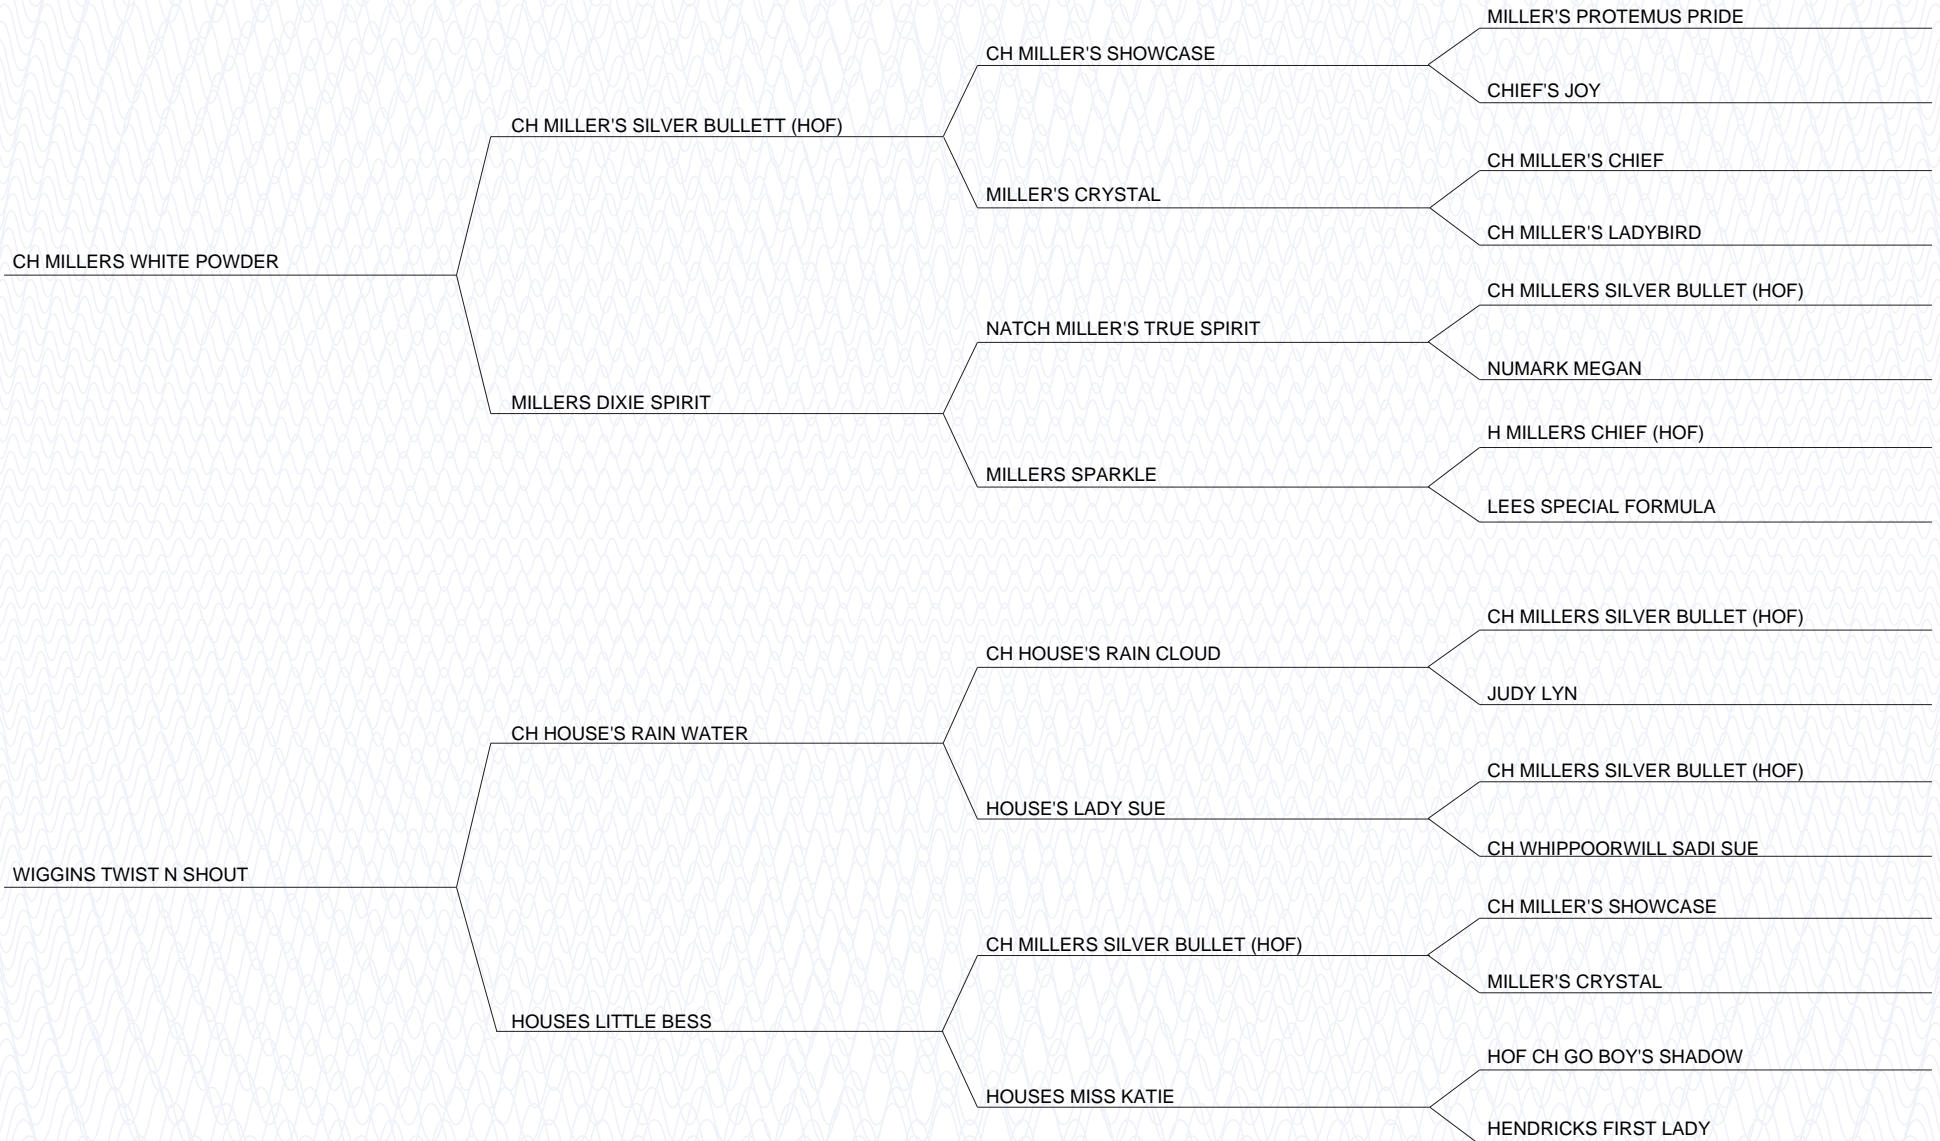 MILLER'S PROTEMUS PRIDE
CH MILLER'S SHOWCASE
CHIEF'S JOY
CH MILLER'S SILVER BULLETT (HOF)
CH MILLER'S CHIEF
MILLER'S CRYSTAL
CH MILLER'S LADYBIRD
CH MILLERS WHITE POWDER
CH MILLERS SILVER BULLET (HOF)
NATCH MILLER'S TRUE SPIRIT
NUMARK MEGAN
MILLERS DIXIE SPIRIT
H MILLERS CHIEF (HOF)
MILLERS SPARKLE
LEES SPECIAL FORMULA
CH MILLERS SILVER BULLET (HOF)
CH HOUSE'S RAIN CLOUD
JUDY LYN
CH HOUSE'S RAIN WATER
CH MILLERS SILVER BULLET (HOF)
HOUSE'S LADY SUE
CH WHIPPOORWILL SADI SUE
WIGGINS TWIST N SHOUT
CH MILLER'S SHOWCASE
CH MILLERS SILVER BULLET (HOF)
MILLER'S CRYSTAL
HOUSES LITTLE BESS
HOF CH GO BOY'S SHADOW
HOUSES MISS KATIE
HENDRICKS FIRST LADY